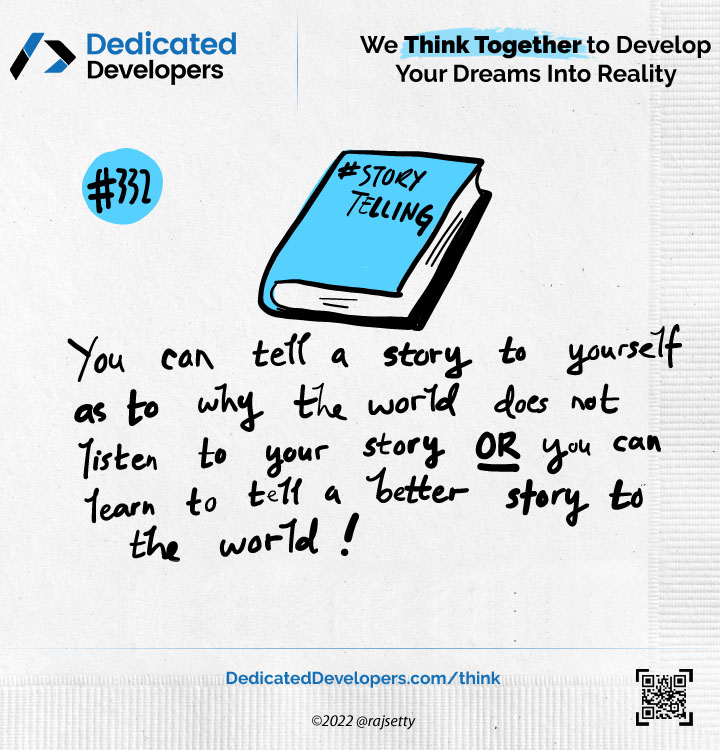 Dedicated
Developers
We Think Together to Develop
Your Dreams Into Reality
#332
#STORY
TELLING
You can tell a story to yourself
as to why the world does not
listen to your story OR you can
learn to tell a better story to
the world!
DedicatedDevelopers.com/think
©2022 @rajsetty